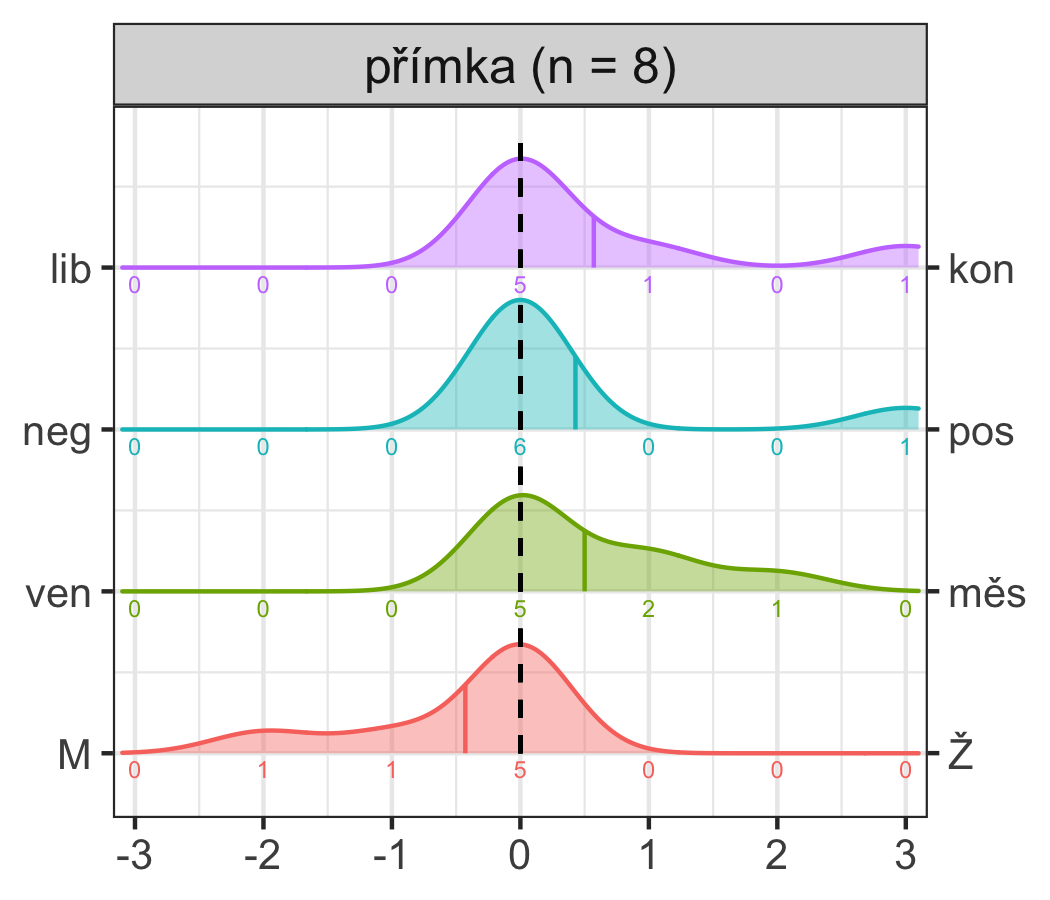 přímka (n = 8)
lib kon
0 0 0 5 1 0 1
neg pos
0 0 0 6 0 0 1
ven měs
0 0 0 5 2 1 0
M Ž
0 1 1 5 0 0 0
-3 -2 -1 0 1 2 3